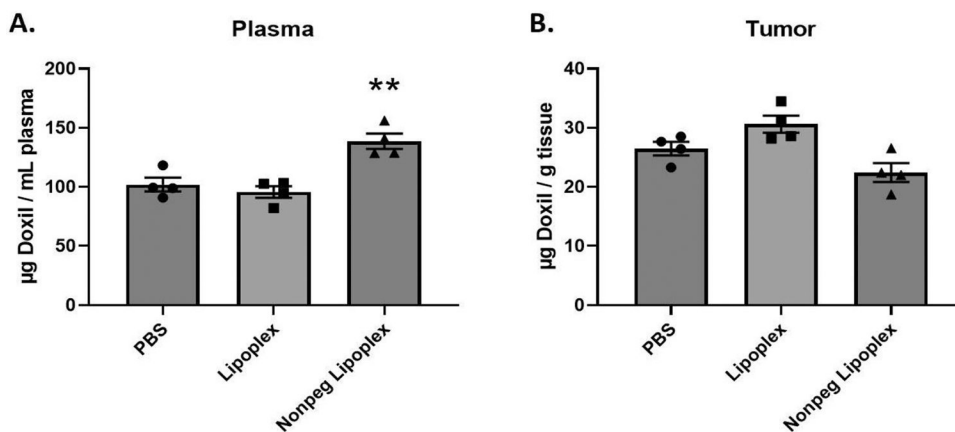 A.
Plasma
µg Doxil / mL plasma
200
150
100
50
0
**
PBS
Lipoplex
Nonpeg Lipoplex
B.
Tumor
µg Doxil / g tissue
40
30
20
10
0
PBS
Lipoplex
Nonpeg Lipoplex